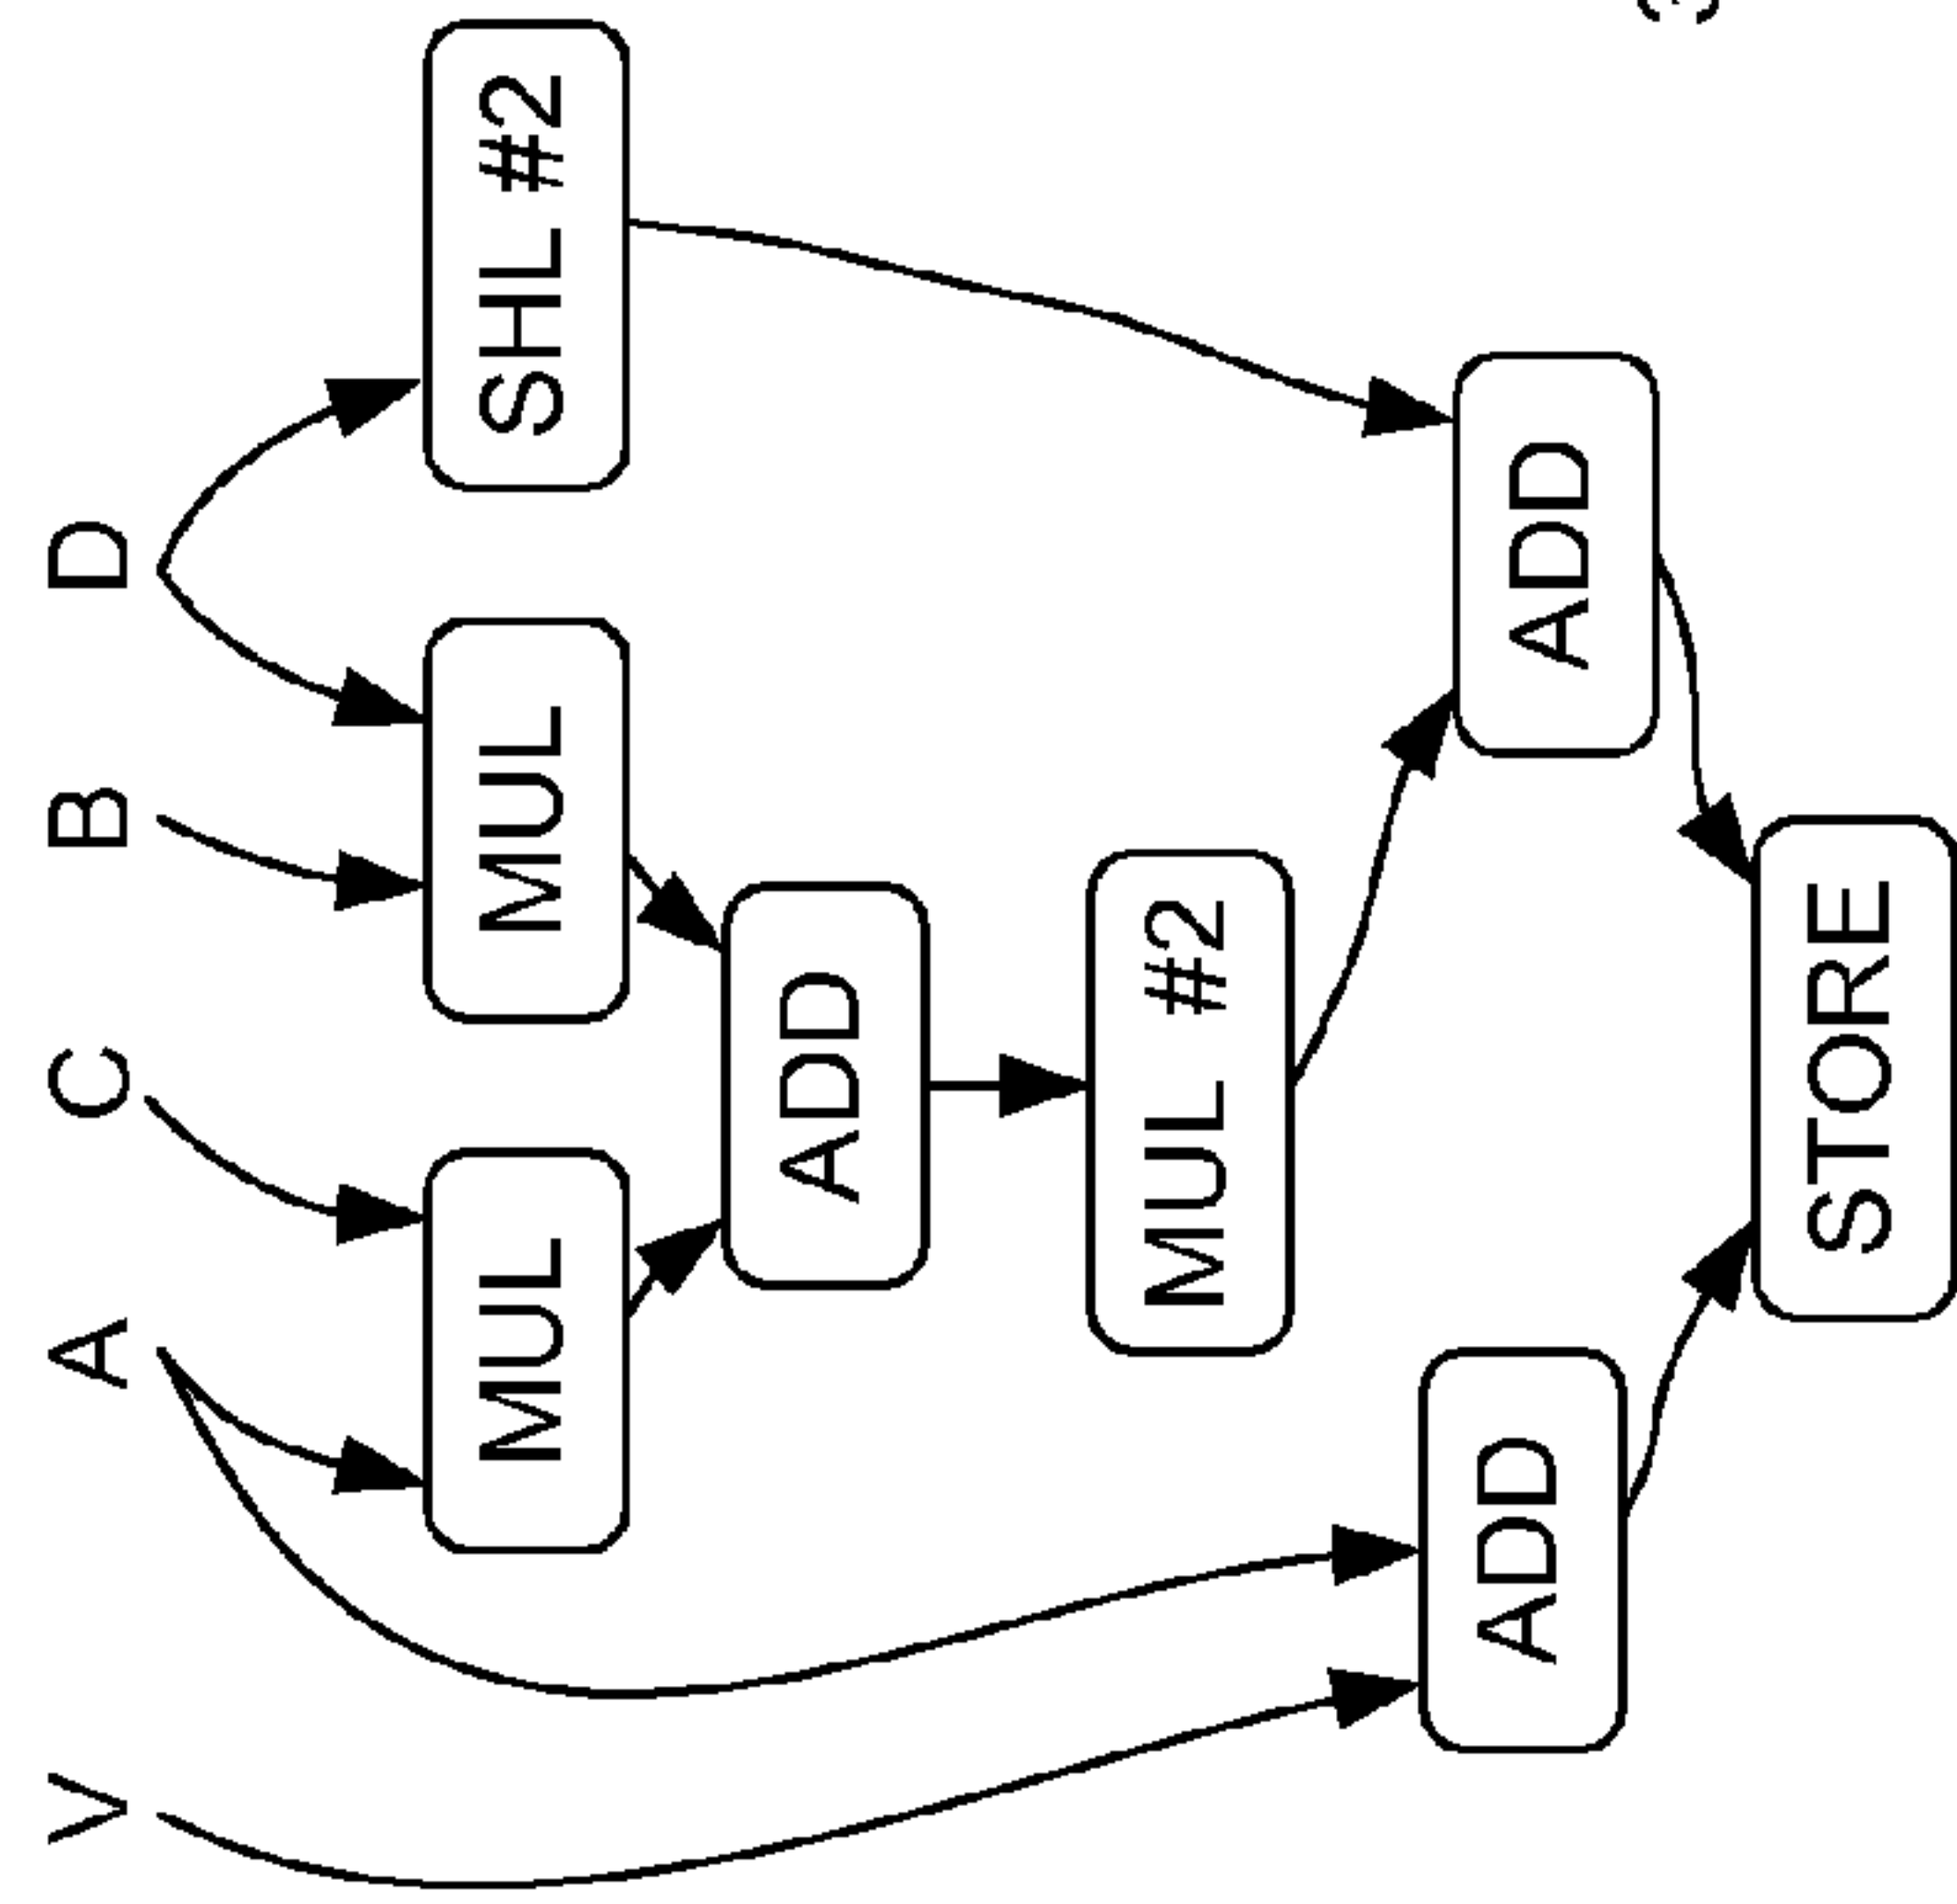 V A C B D
MUL MUL SHL #2
ADD
MUL #2
ADD ADD
STORE